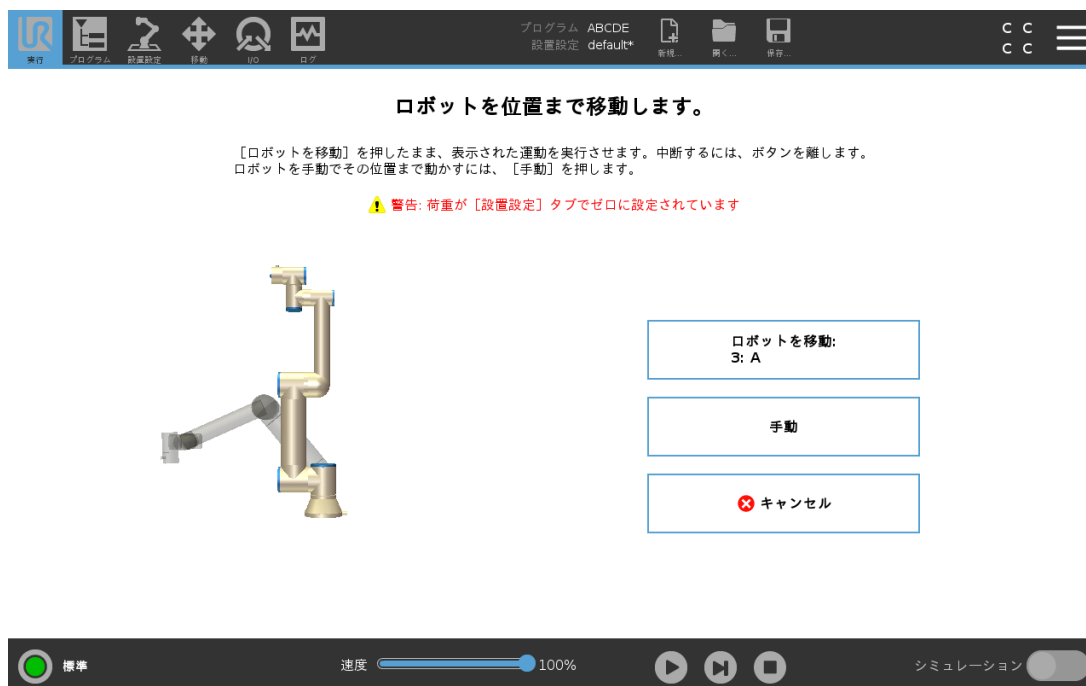 UR
プログラム ABCDE
設置設定 default*
C C
C C
実行 プログラム 設置設定 移動 I/O ログ 新規... 開く... 保存...
ロボットを位置まで移動します。
［ロボットを移動］を押したまま、表示された運動を実行させます。中断するには、ボタンを離します。
ロボットを手動でその位置まで動かすには、［手動］を押します。
警告: 荷重が［設置設定］タブでゼロに設定されています
ロボットを移動:
3: A
手動
キャンセル
標準 速度 100% シミュレーション